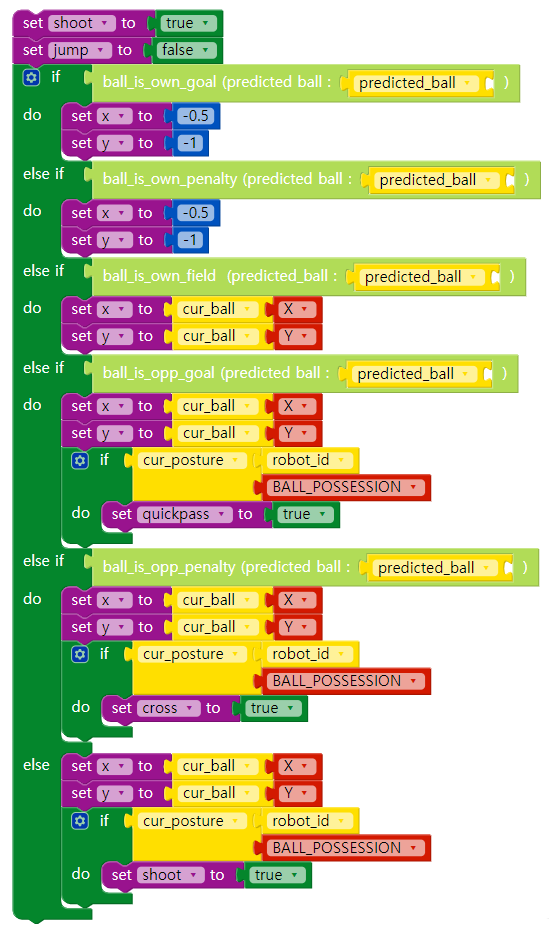 set shoot to true
set jump to false
if ball_is_own_goal (predicted ball : predicted_ball )
do set x to -0.5
set y to -1
else if ball_is_own_penalty (predicted ball : predicted_ball )
do set x to -0.5
set y to -1
else if ball_is_own_field (predicted_ball : predicted_ball )
do set x to cur_ball X
set y to cur_ball Y
else if ball_is_opp_goal (predicted ball : predicted_ball )
do set x to cur_ball X
set y to cur_ball Y
if cur_posture robot_id
BALL_POSSESSION
do set quickpass to true
else if ball_is_opp_penalty (predicted ball : predicted_ball )
do set x to cur_ball X
set y to cur_ball Y
if cur_posture robot_id
BALL_POSSESSION
do set cross to true
else set x to cur_ball X
set y to cur_ball Y
if cur_posture robot_id
BALL_POSSESSION
do set shoot to true